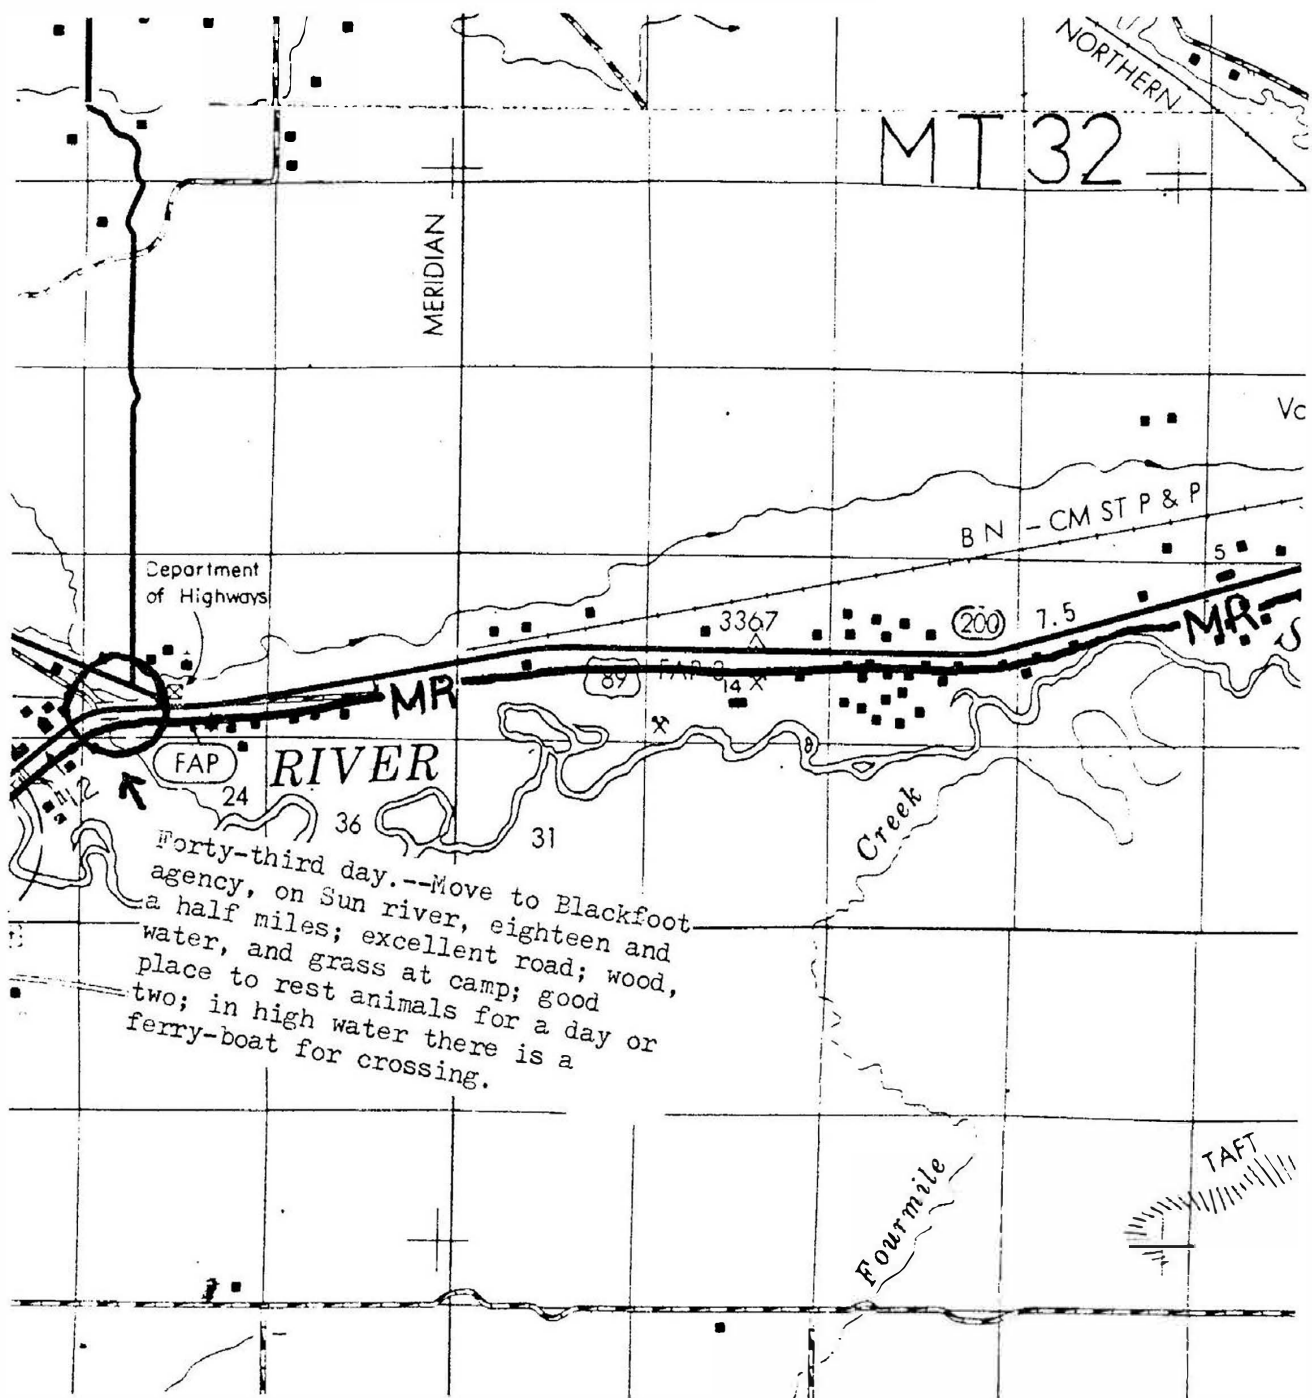 NORTHERN
MT 32
MERIDIAN
Vc
BN - CM ST P & P
Department
of Highways
5
3367
200
7.5
MR
S
MR
89
FAP 8
14
FAP
RIVER
12
24
36
31
Creek
Forty-third day.--Move to Blackfoot
agency, on Sun river, eighteen and
a half miles; excellent road; wood,
water, and grass at camp; good
place to rest animals for a day or
two; in high water there is a
ferry-boat for crossing.
TAFT
Fourmile